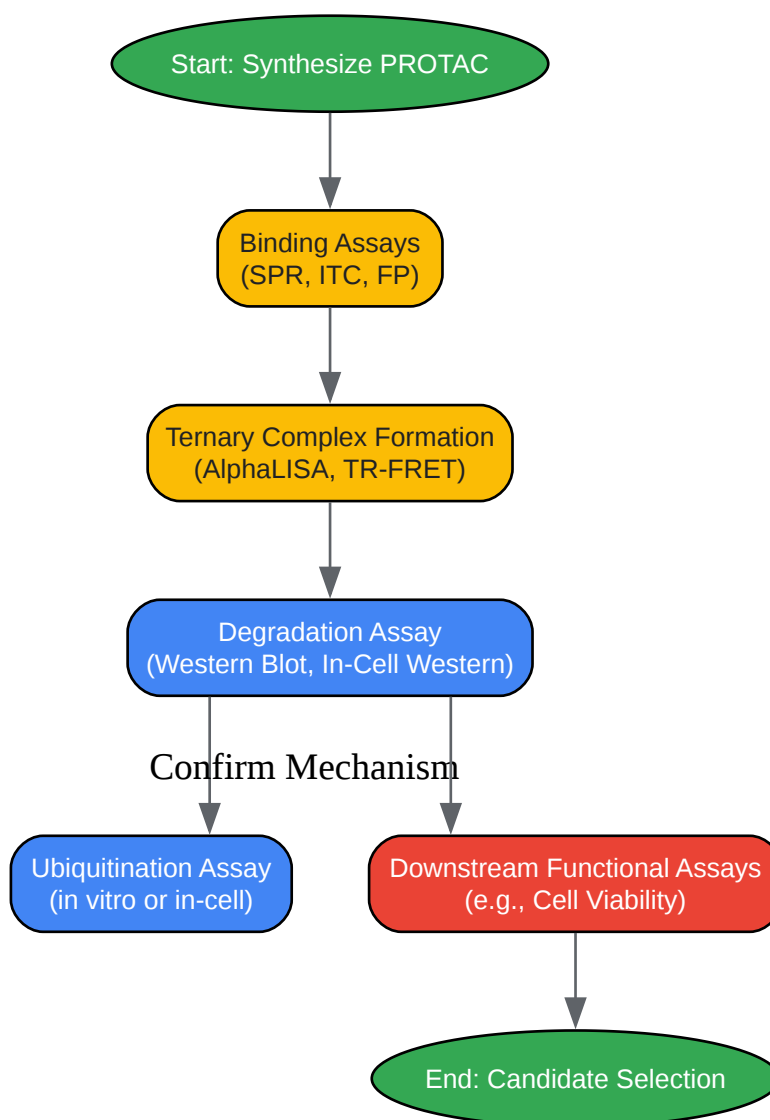 Start: Synthesize PROTAC
Binding Assays
(SPR, ITC, FP)
Ternary Complex Formation
(AlphaLISA, TR-FRET)
Degradation Assay
(Western Blot, In-Cell Western)
Confirm Mechanism
Ubiquitination Assay
(in vitro or in-cell)
Downstream Functional Assays
(e.g., Cell Viability)
End: Candidate Selection